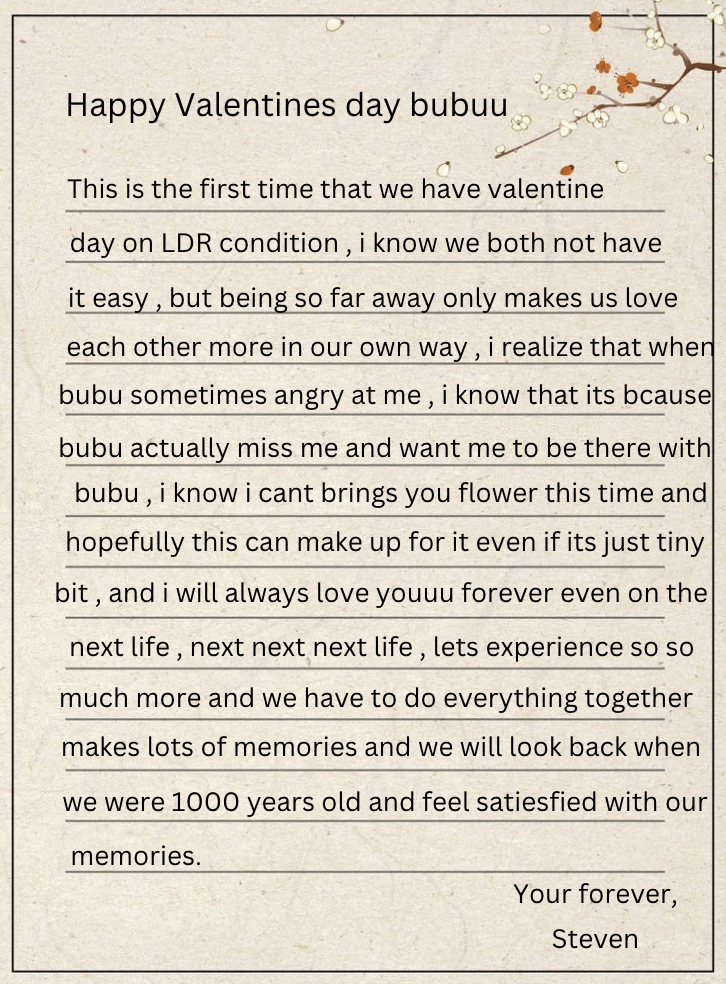 Happy Valentines day bubuu
This is the first time that we have valentine
day on LDR condition , i know we both not have
it easy , but being so far away only makes us love
each other more in our own way , i realize that when
bubu sometimes angry at me , i know that its bcause
bubu actually miss me and want me to be there with
bubu , i know i cant brings you flower this time and
hopefully this can make up for it even if its just tiny
bit , and i will always love youuu forever even on the
next life , next next next life , lets experience so so
much more and we have to do everything together
makes lots of memories and we will look back when
we were 1000 years old and feel satiesfied with our
memories.
Your forever,
Steven